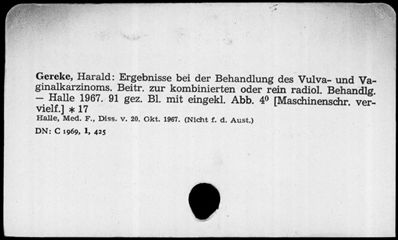 Gereke, Harald: Ergebnisse bei der Behandlung des Vulva- und Va-
ginalkarzinoms. Beitr. zur kombinierten oder rein radiol. Behandlg.
— Halle 1967. 91 gez. Bl. mit eingekl. Abb. 4⁰ [Maschinenschr. ver-
vielf.] * 17
Halle, Med. F., Diss. v. 20. Okt. 1967. (Nicht f. d. Aust.)
DN: C 1969, 1, 425